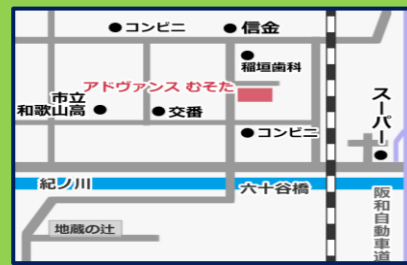 コンビニ
信金
稲垣歯科
アドヴァンス むそた
市立
和歌山高
交番
コンビニ
スーパー
紀ノ川
六十谷橋
阪和自動車道
地蔵の辻